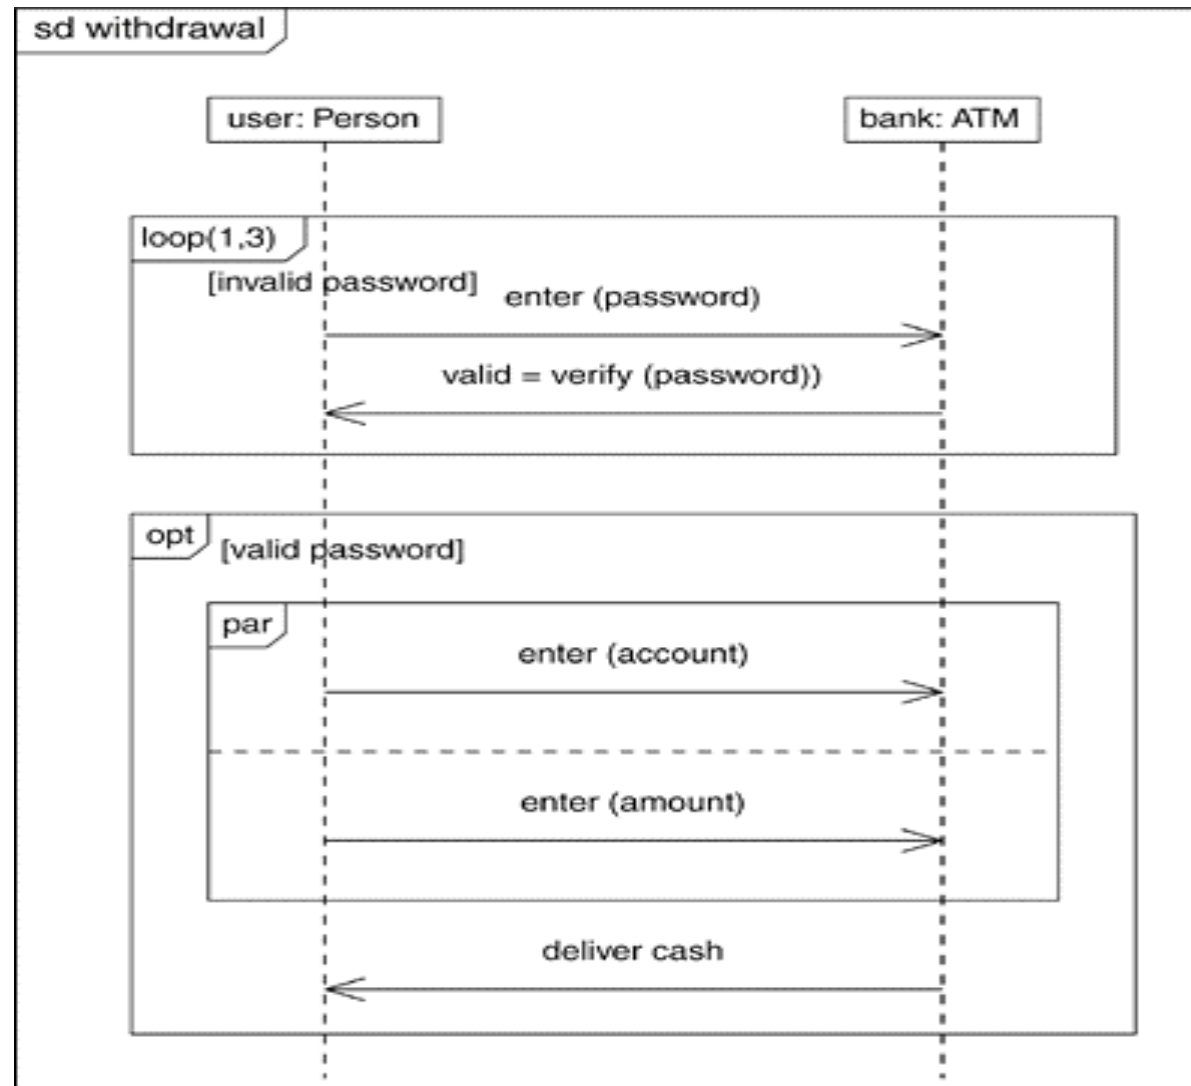 sd withdrawal
user: Person
bank: ATM
loop(1,3)
[invalid password]
enter (password)
valid = verify (password))
opt
[valid password]
par
enter (account)
enter (amount)
deliver cash